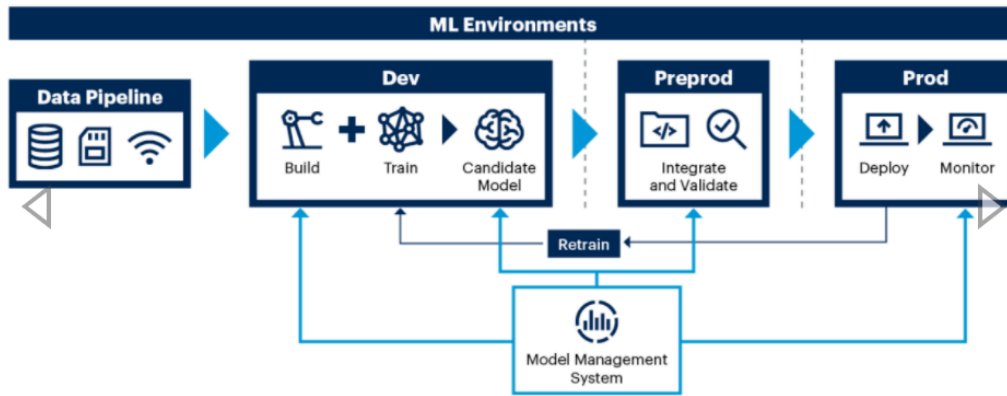 ML Environments
Data Pipeline
Dev
Build
Train
Candidate
Model
Preprod
</>
Integrate
and Validate
Prod
Deploy
Monitor
Retrain
Model Management
System